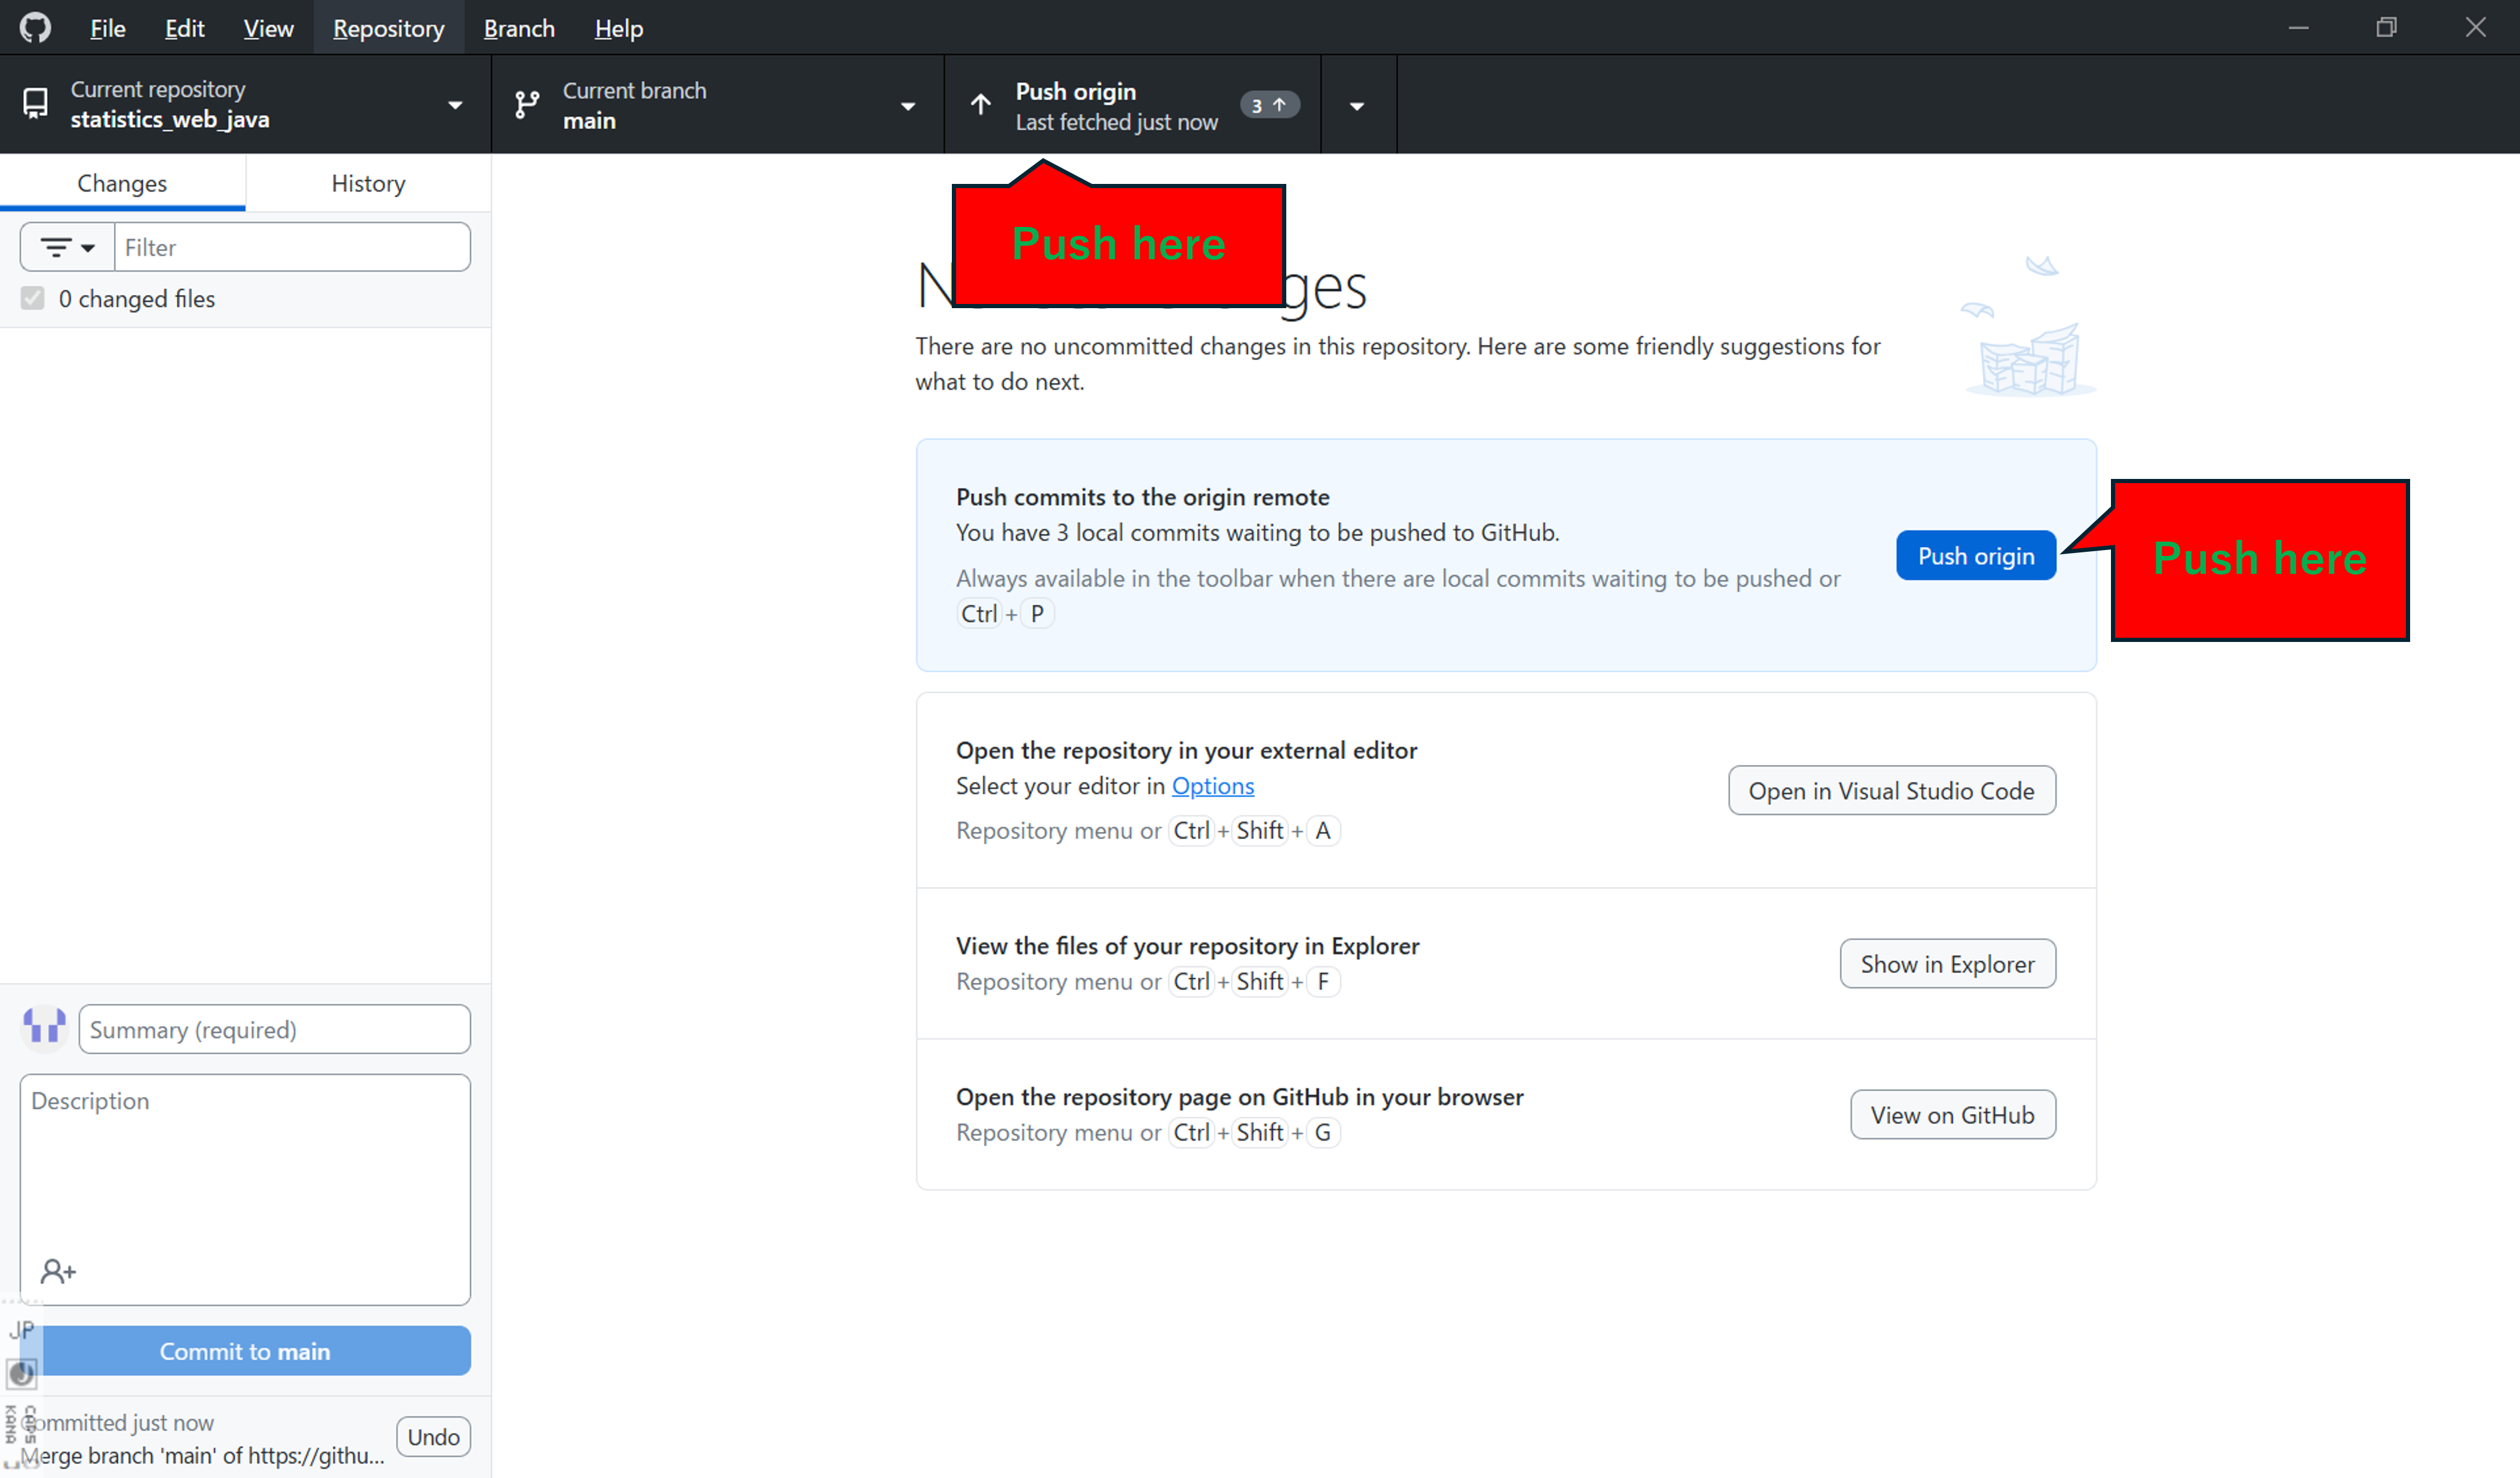 File Edit View Repository Branch Help
Current repository
statistics_web_java
Current branch
main
Push origin
Last fetched just now
3
Changes
History
Push here
Filter
0 changed files
N
ges
There are no uncommitted changes in this repository. Here are some friendly suggestions for
what to do next.
Push commits to the origin remote
You have 3 local commits waiting to be pushed to GitHub.
Always available in the toolbar when there are local commits waiting to be pushed or
Ctrl + P
Push origin
Push here
Open the repository in your external editor
Select your editor in Options
Repository menu or Ctrl + Shift + A
Open in Visual Studio Code
View the files of your repository in Explorer
Repository menu or Ctrl + Shift + F
Show in Explorer
Open the repository page on GitHub in your browser
Repository menu or Ctrl + Shift + G
View on GitHub
Summary (required)
Description
JP
Commit to main
CAPS
KANA
Committed just now
Merge branch 'main' of https://githu...
Undo